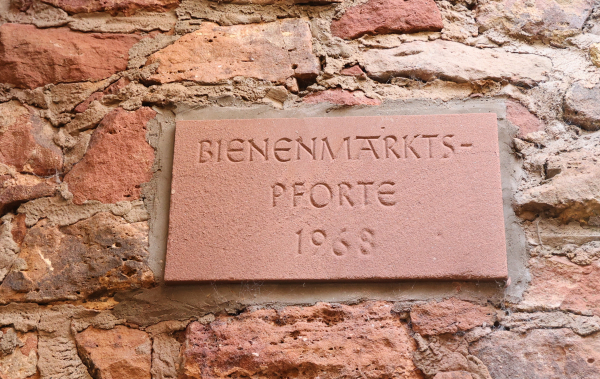 BIENENMARKTS-
PFORTE
1968